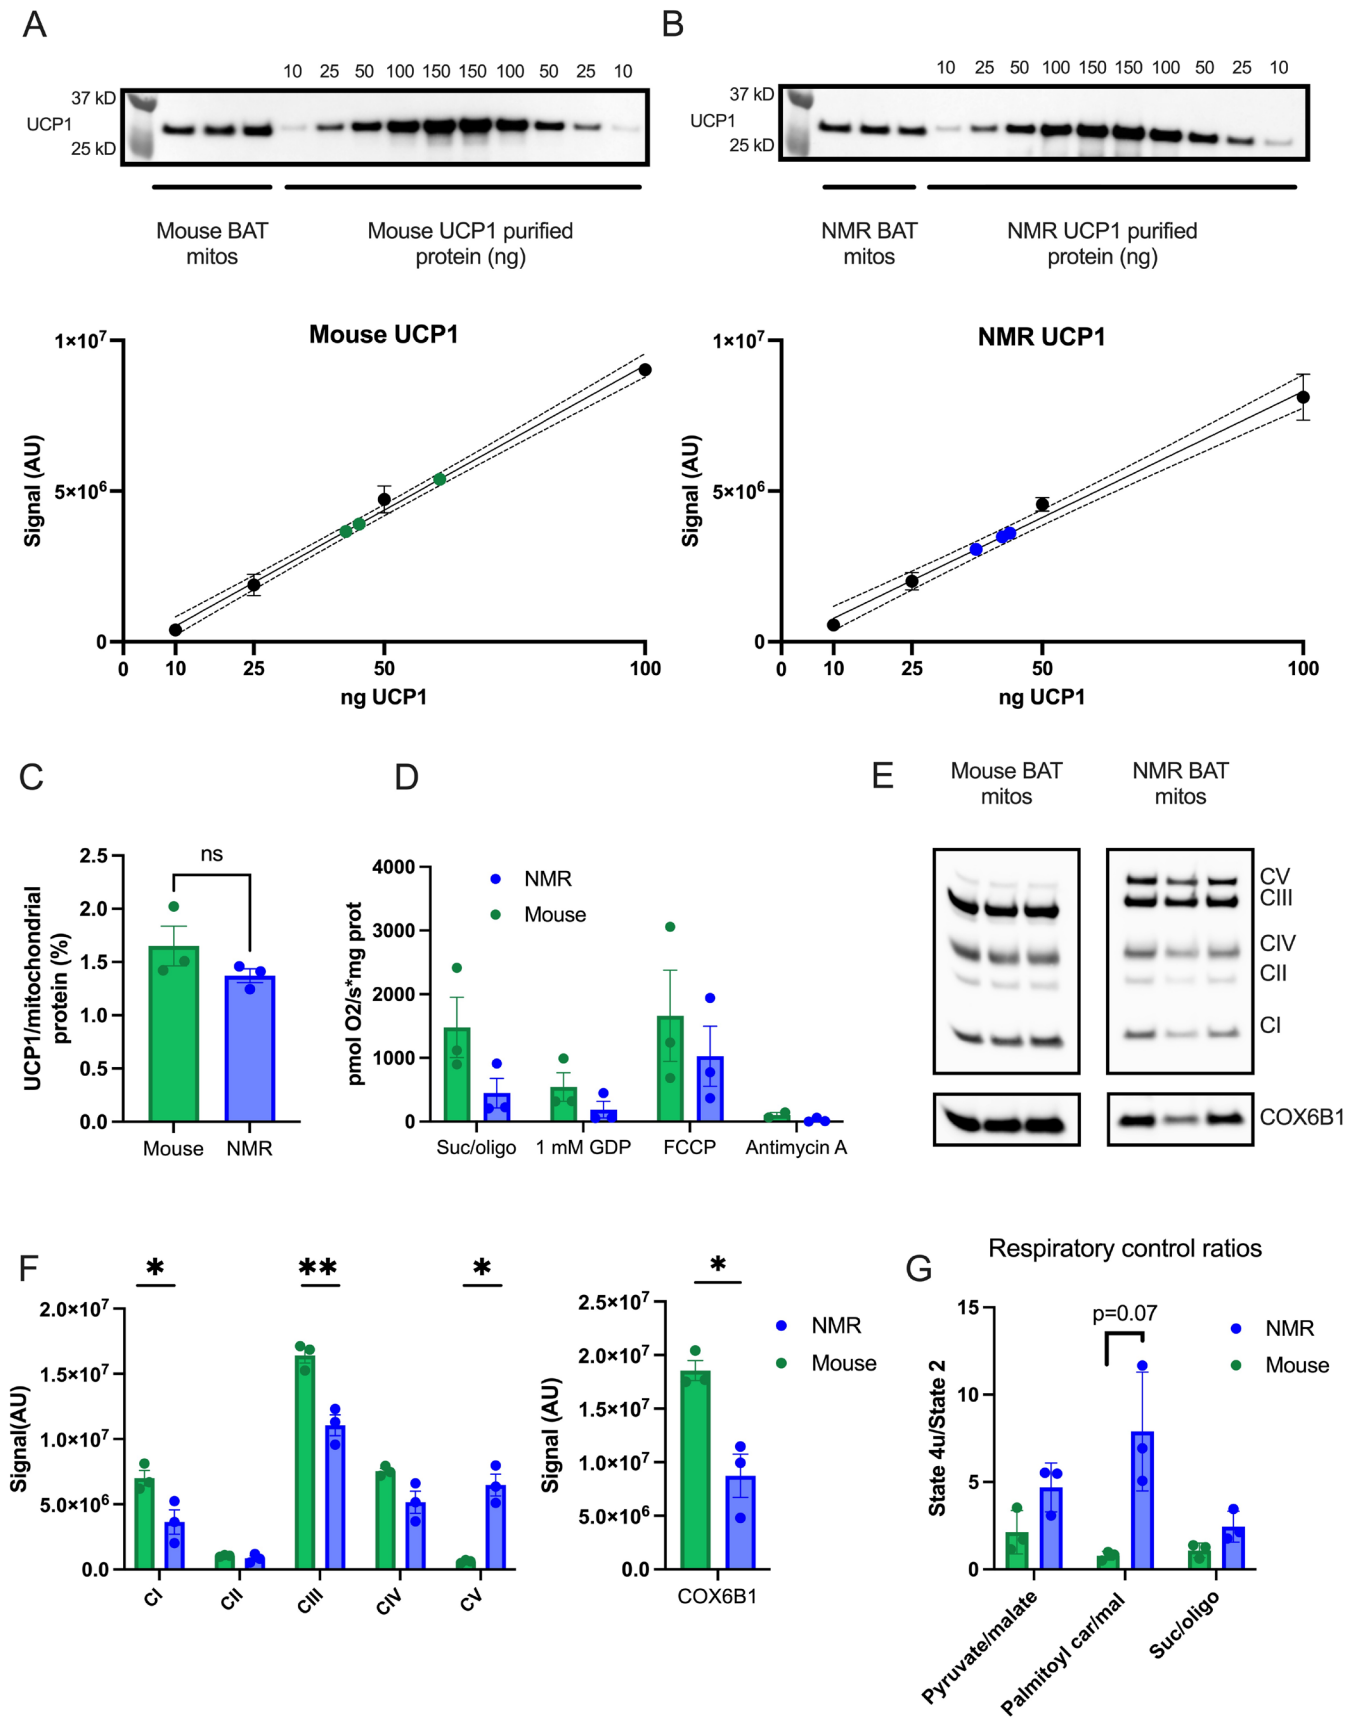 A
10 25 50 100 150 150 100 50 25 10
37 kD
UCP1
25 kD
Mouse BAT
mitos
Mouse UCP1 purified
protein (ng)
B
10 25 50 100 150 150 100 50 25 10
37 kD
UCP1
25 kD
NMR BAT
mitos
NMR UCP1 purified
protein (ng)
Mouse UCP1
1×10⁷
5×10⁶
0
Signal (AU)
0 10 25 50 100
ng UCP1
NMR UCP1
1×10⁷
5×10⁶
0
Signal (AU)
0 10 25 50 100
ng UCP1
C
UCP1/mitochondrial
protein (%)
2.5
2.0
1.5
1.0
0.5
0.0
ns
Mouse NMR
D
pmol O2/s*mg prot
4000
3000
2000
1000
0
NMR
Mouse
Suc/oligo 1 mM GDP FCCP Antimycin A
E
Mouse BAT
mitos
NMR BAT
mitos
CV
CIII
CIV
CII
CI
COX6B1
F
Signal(AU)
2.0×10⁷
1.5×10⁷
1.0×10⁷
5.0×10⁶
0.0
* ** *
CI CII CIII CIV CV
Signal (AU)
2.5×10⁷
2.0×10⁷
1.5×10⁷
1.0×10⁷
5.0×10⁶
0.0
*
COX6B1
NMR
Mouse
G
Respiratory control ratios
State 4u/State 2
15
10
5
0
p=0.07
NMR
Mouse
Pyruvate/malate
Palmitoyl car/mal
Suc/oligo